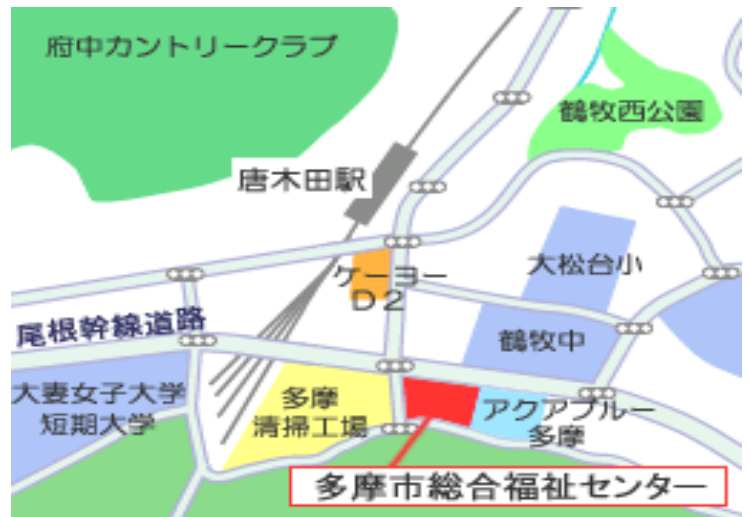 府中カントリークラブ
鶴牧西公園
唐木田駅
大松台小
ケーヨー
D2
尾根幹線道路
鶴牧中
大妻女子大学
短期大学
多摩
清掃工場
アクアブルー
多摩
多摩市総合福祉センター